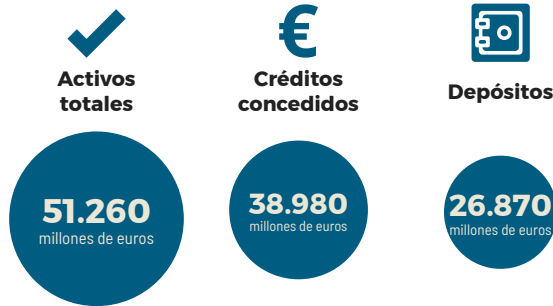 €
Activos
totales
Créditos
concedidos
Depósitos
51.260
millones de euros
38.980
millones de euros
26.870
millones de euros